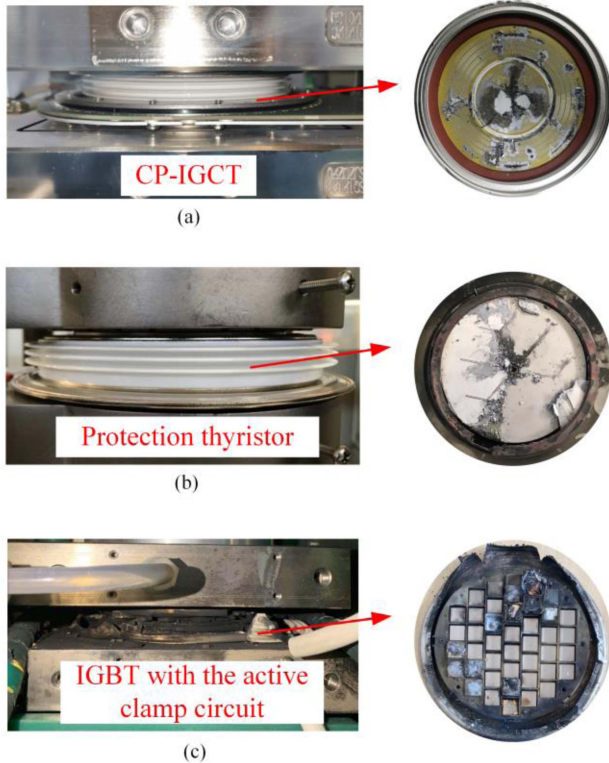 CP-IGCT
(a)
Protection thyristor
(b)
IGBT with the active
clamp circuit
(c)